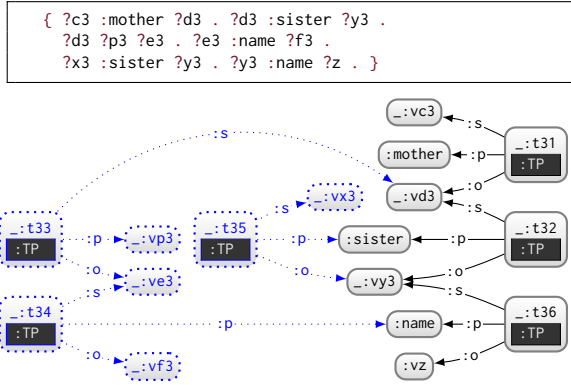 { ?c3 :mother ?d3 . ?d3 :sister ?y3 .
?d3 ?p3 ?e3 . ?e3 :name ?f3 .
?x3 :sister ?y3 . ?y3 :name ?z . }
_:vc3
:s
:s
_:t31
:TP
:mother
:p
:o
_:vx3
_:vd3
:s
:s
_:t33
:TP
:p
_:vp3
_:t35
:TP
:p
:sister
:p
_:t32
:TP
:o
:s
_:ve3
:o
_:vy3
:o
:s
_:t34
:TP
:p
:name
:p
_:t36
:TP
:o
_:vf3
:vz
:o